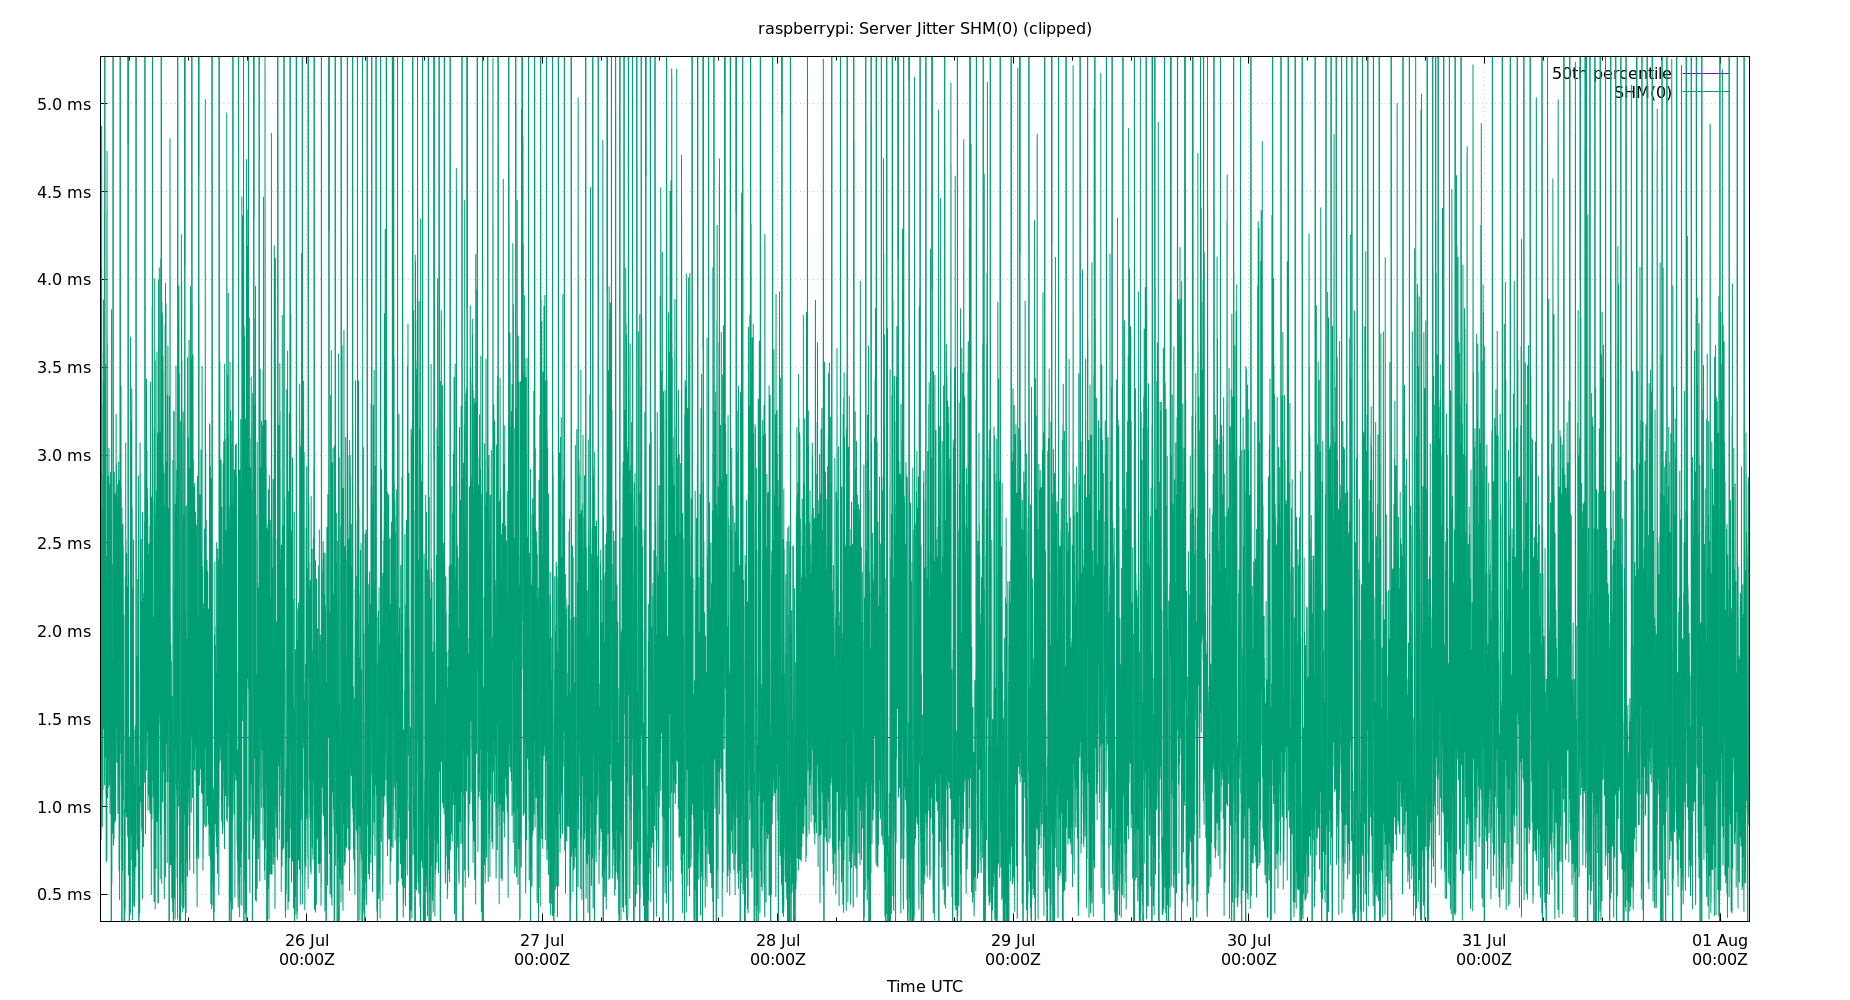 raspberrypi: Server Jitter SHM(0) (clipped)
50th percentile
SHM(0)
5.0 ms
4.5 ms
4.0 ms
3.5 ms
3.0 ms
2.5 ms
2.0 ms
1.5 ms
1.0 ms
0.5 ms
26 Jul 27 Jul 28 Jul 29 Jul 30 Jul 31 Jul 01 Aug
00:00Z 00:00Z 00:00Z 00:00Z 00:00Z 00:00Z 00:00Z
Time UTC